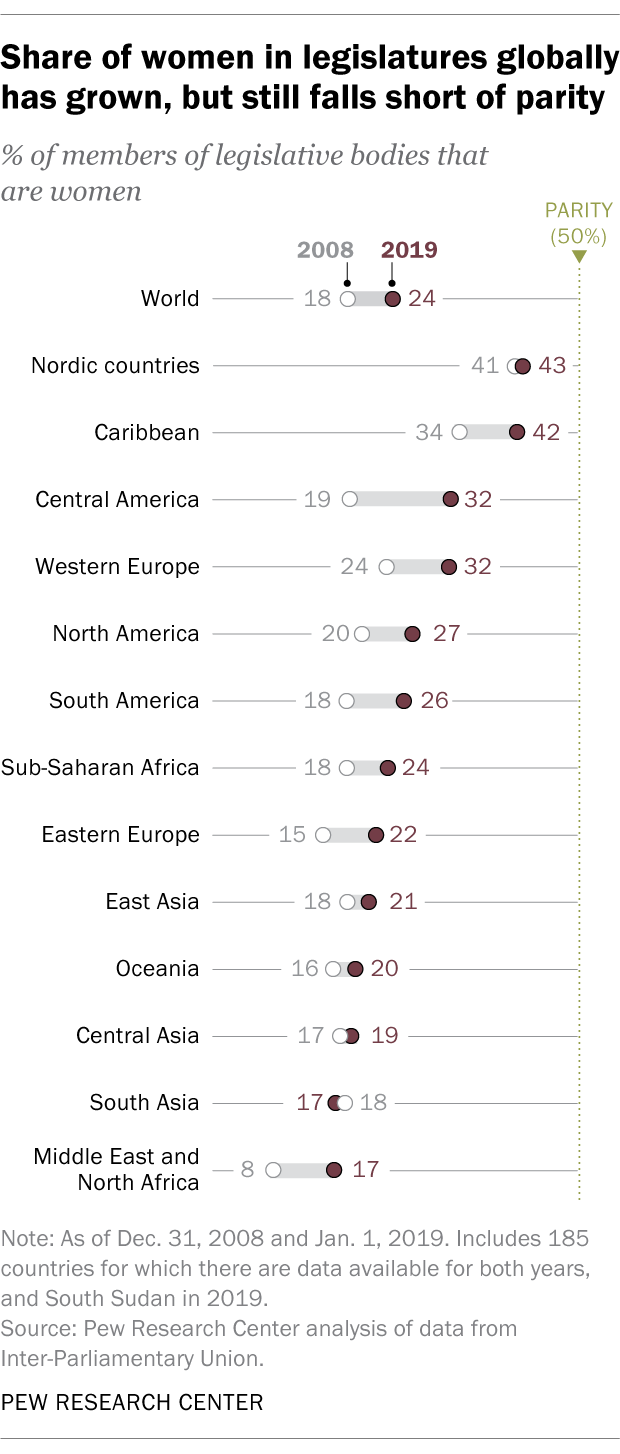 Share of women in legislatures globally
has grown, but still falls short of parity
% of members of legislative bodies that
are women
PARITY
(50%)
2008 2019
World 18 24
Nordic countries 41 43
Caribbean 34 42
Central America 19 32
Western Europe 24 32
North America 20 27
South America 18 26
Sub-Saharan Africa 18 24
Eastern Europe 15 22
East Asia 18 21
Oceania 16 20
Central Asia 17 19
South Asia 17 18
Middle East and
North Africa 8 17
Note: As of Dec. 31, 2008 and Jan. 1, 2019. Includes 185
countries for which there are data available for both years,
and South Sudan in 2019.
Source: Pew Research Center analysis of data from
Inter-Parliamentary Union.
PEW RESEARCH CENTER